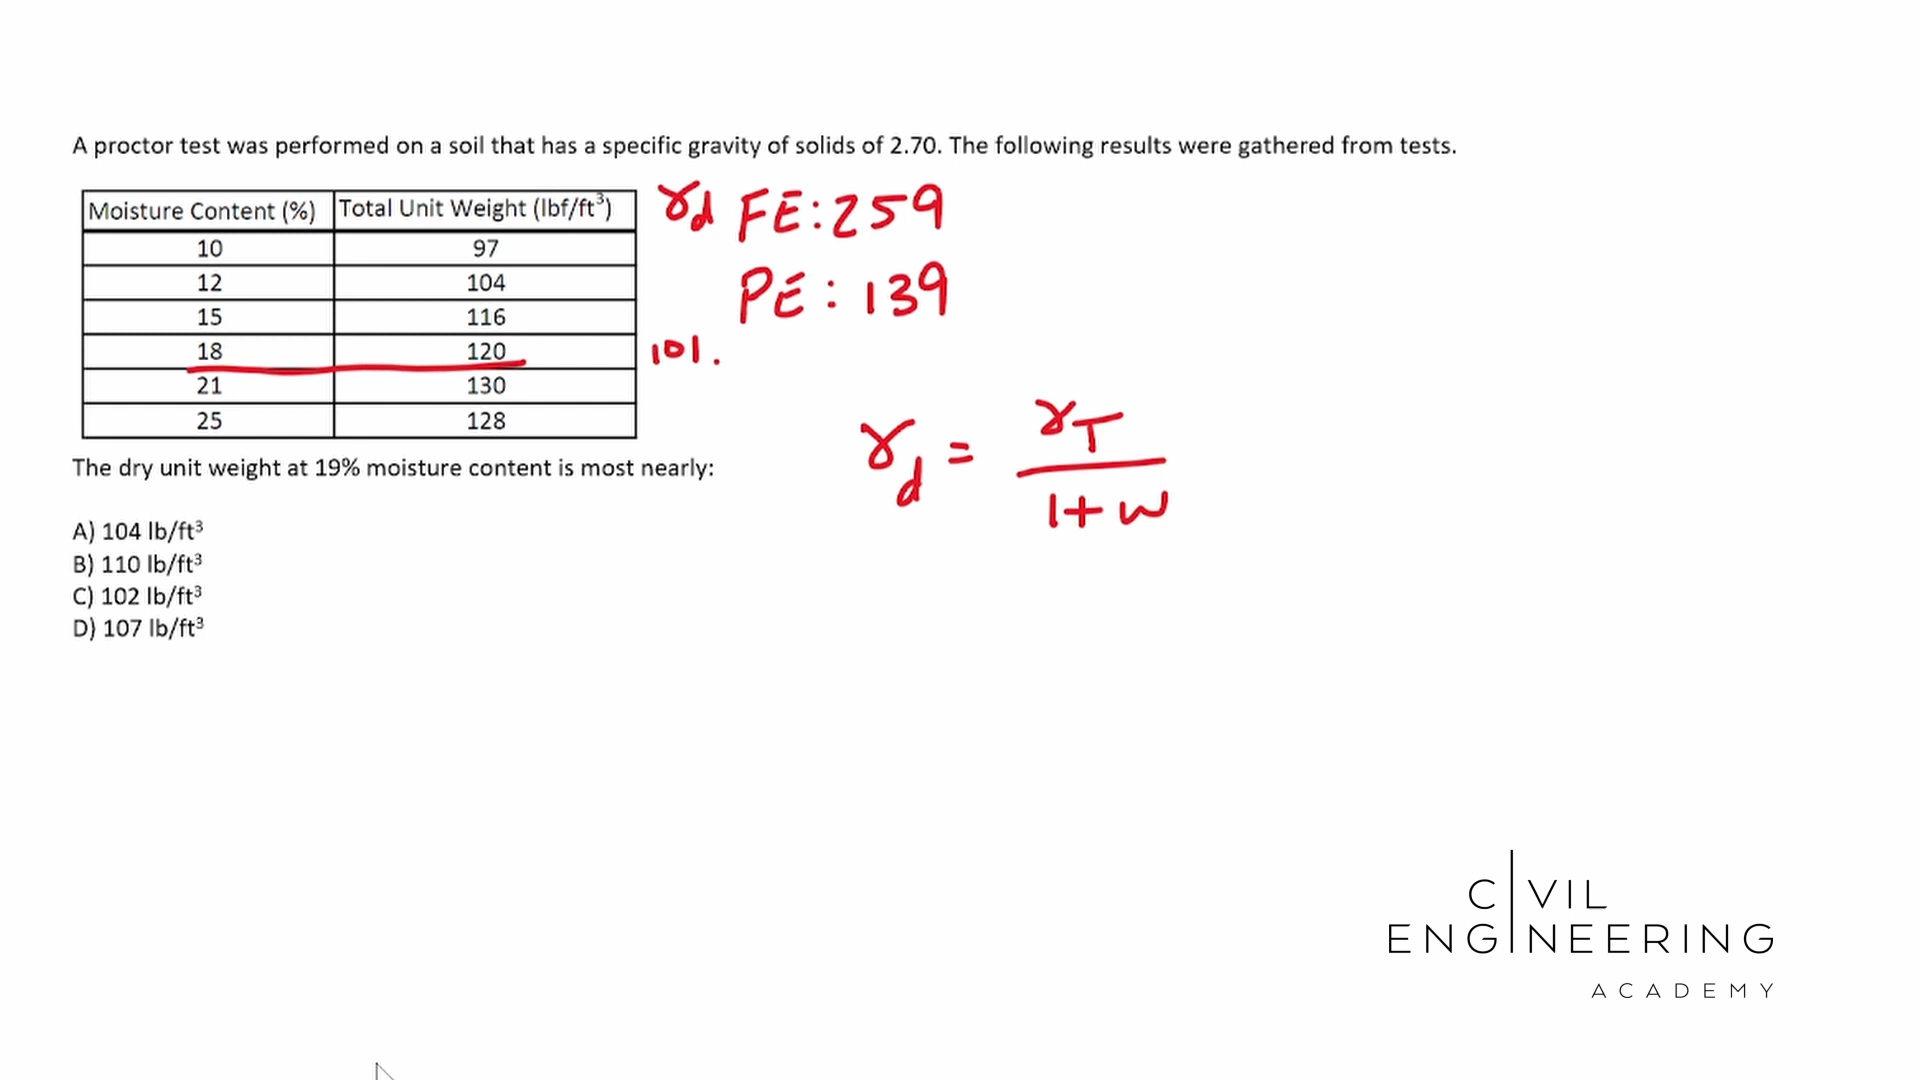 A proctor test was performed on a soil that has a specific gravity of solids of 2.70. The following results were gathered from tests.
Moisture Content (%) Total Unit Weight (lbf/ft³) γd FE: 259
10 97
12 104 PE: 139
15 116
18 120 101.
21 130
25 128
γd = γT / 1+w
The dry unit weight at 19% moisture content is most nearly:
A) 104 lb/ft³
B) 110 lb/ft³
C) 102 lb/ft³
D) 107 lb/ft³
CIVIL
ENGINEERING
ACADEMY